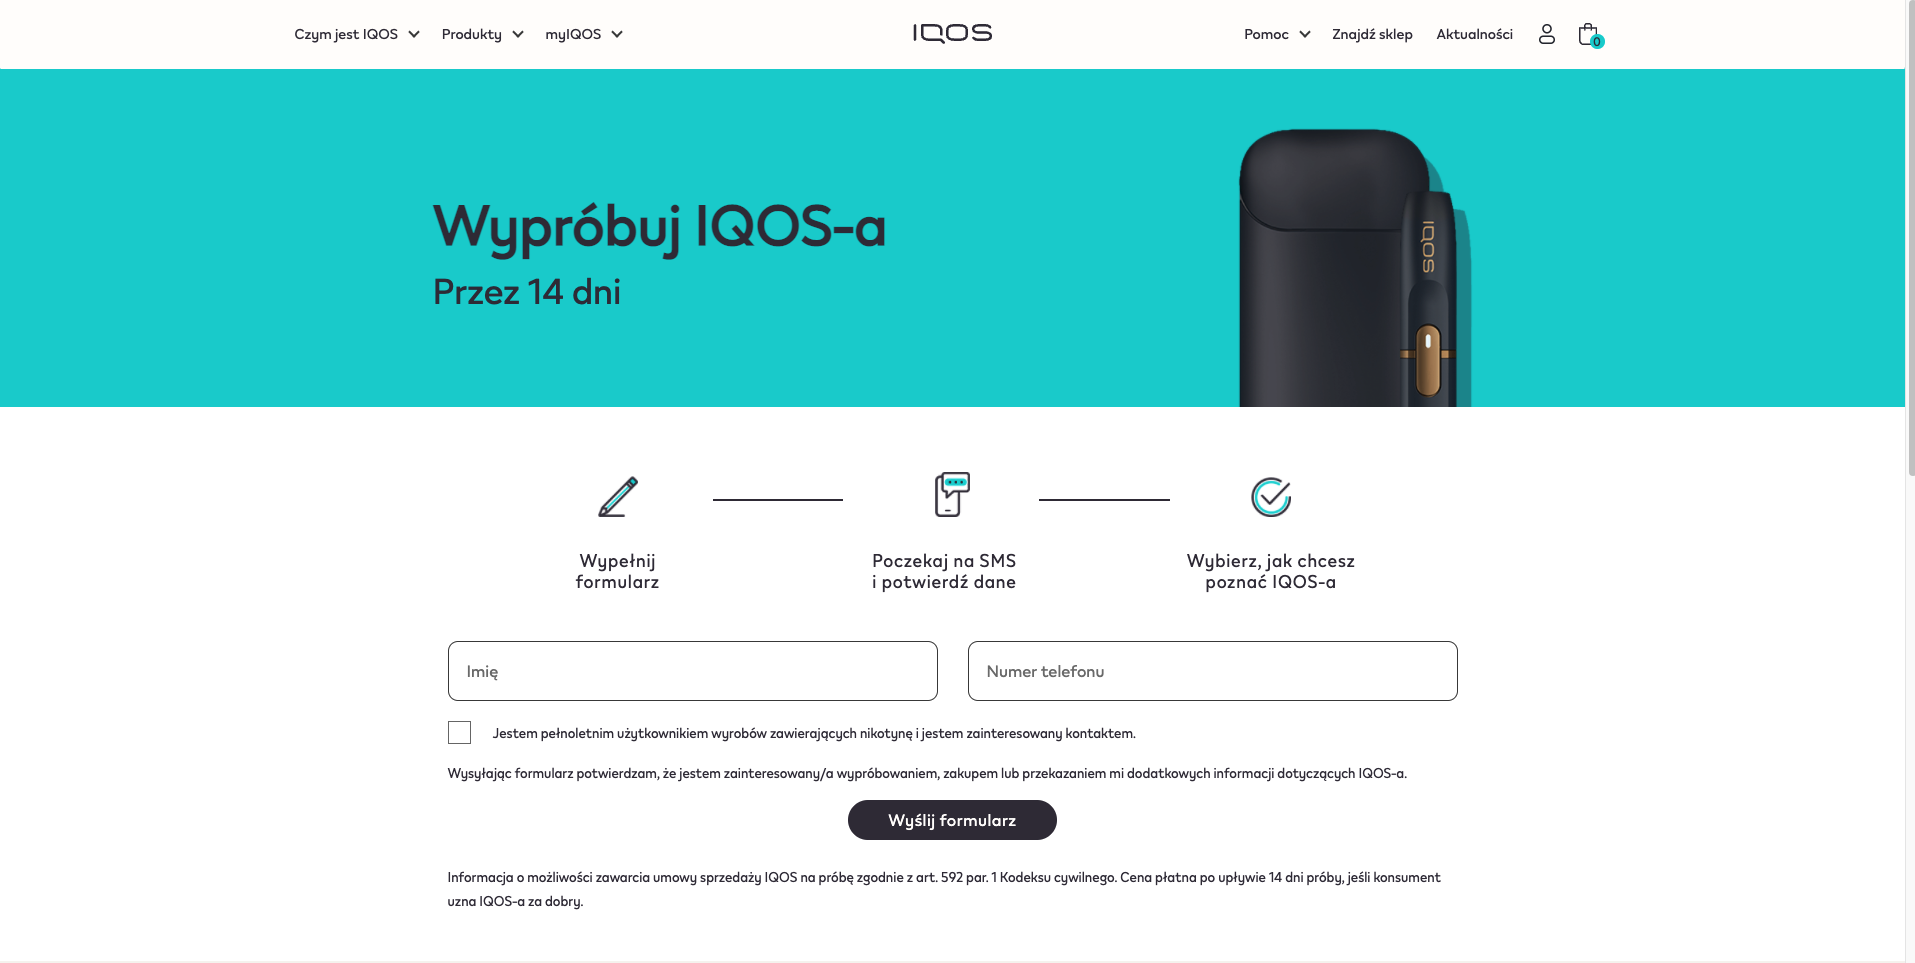 Czym jest IQOS Produkty myIQOS IQOS Pomoc Znajdź sklep Aktualności 0
Wypróbuj IQOS-a
Przez 14 dni
IQOS
Wypełnij
formularz
Poczekaj na SMS
i potwierdź dane
Wybierz, jak chcesz
poznać IQOS-a
Imię
Numer telefonu
Jestem pełnoletnim użytkownikiem wyrobów zawierających nikotynę i jestem zainteresowany kontaktem.
Wysyłając formularz potwierdzam, że jestem zainteresowany/a wypróbowaniem, zakupem lub przekazaniem mi dodatkowych informacji dotyczących IQOS-a.
Wyślij formularz
Informacja o możliwości zawarcia umowy sprzedaży IQOS na próbę zgodnie z art. 592 par. 1 Kodeksu cywilnego. Cena płatna po upływie 14 dni próby, jeśli konsument
uzna IQOS-a za dobry.